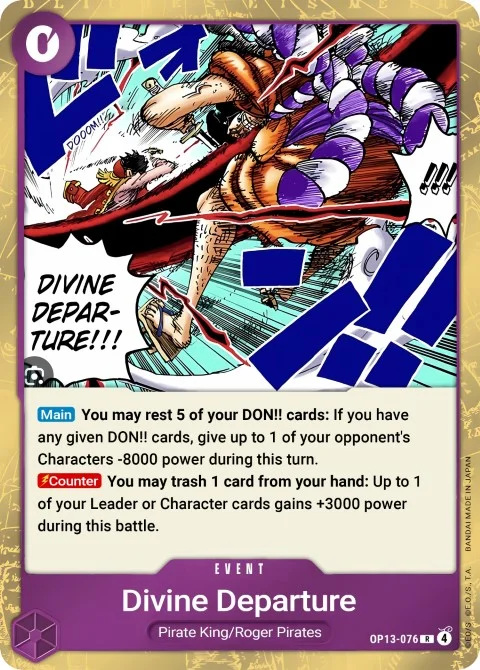 0
DOOOM!!
!!!
DIVINE
DEPAR-
TURE!!!
Main You may rest 5 of your DON!! cards: If you have
any given DON!! cards, give up to 1 of your opponent's
Characters -8000 power during this turn.
Counter You may trash 1 card from your hand: Up to 1
of your Leader or Character cards gains +3000 power
during this battle.
EVENT
Divine Departure
Pirate King/Roger Pirates
OP13-076 R 4
©E.O/S, T.A. BANDAI MADE IN JAPAN